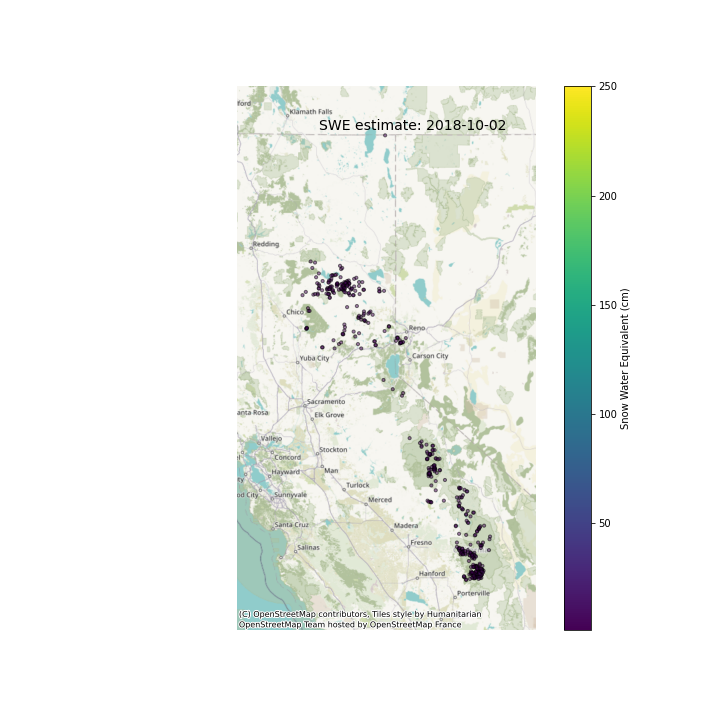 ford
Klamath Falls
SWE estimate: 2018-10-02
Redding
Chico
Reno
Yuba City
Carson City
Sacramento
anta Rosa
Elk Grove
Vallejo
Stockton
Concord
Hayward
Man
ty
Turlock
od City
Sunnyvale
Merced
Santa Cruz
Madera
Salinas
Fresno
Hanford
Porterville
(C) OpenStreetMap contributors, Tiles style by Humanitarian
OpenStreetMap Team hosted by OpenStreetMap France
250
200
150
100
50
Snow Water Equivalent (cm)